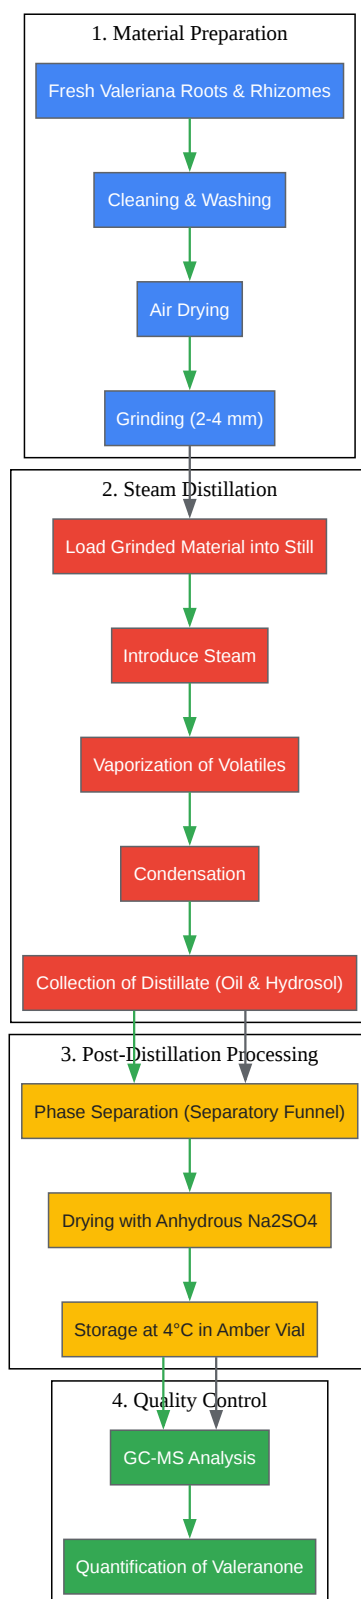 1. Material Preparation
Fresh Valeriana Roots & Rhizomes
Cleaning & Washing
Air Drying
Grinding (2-4 mm)
2. Steam Distillation
Load Grinded Material into Still
Introduce Steam
Vaporization of Volatiles
Condensation
Collection of Distillate (Oil & Hydrosol)
3. Post-Distillation Processing
Phase Separation (Separatory Funnel)
Drying with Anhydrous Na2SO4
Storage at 4°C in Amber Vial
4. Quality Control
GC-MS Analysis
Quantification of Valeranone